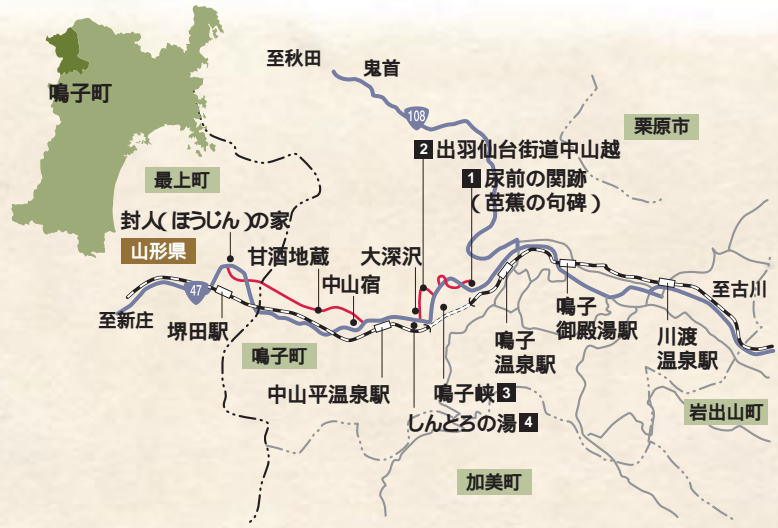 鳴子町
至秋田
鬼首
108
栗原市
2 出羽仙台街道中山越
1 尿前の関跡
(芭蕉の句碑)
最上町
封人(ほうじん)の家
山形県
甘酒地蔵
大深沢
中山宿
47
至新庄
堺田駅
鳴子町
中山平温泉駅
鳴子峡 3
しんとろの湯 4
鳴子
温泉駅
鳴子
御殿湯駅
川渡
温泉駅
至古川
岩出山町
加美町